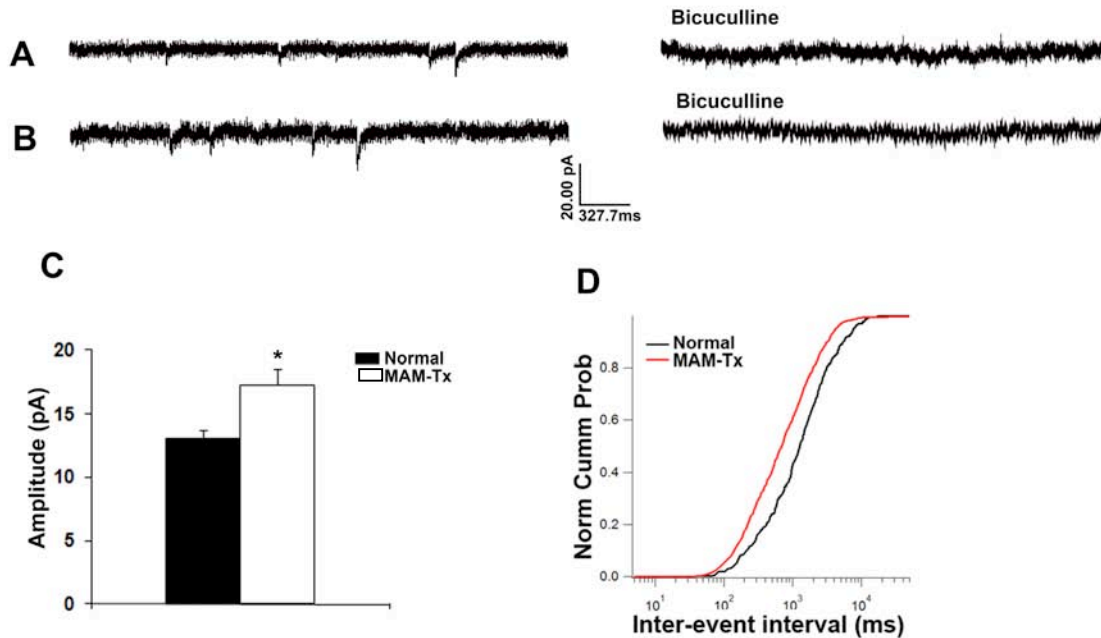 A
Bicuculline
B
Bicuculline
20.00 pA
327.7ms
C
Amplitude (pA)
20
15
10
5
0
*
Normal
MAM-Tx
D
Norm Cumm Prob
Normal
MAM-Tx
0.8
0.6
0.4
0.2
0.0
10¹ 10² 10³ 10⁴
Inter-event interval (ms)